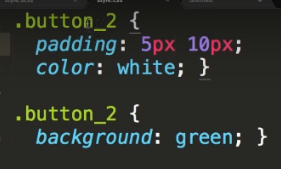 .button_2 {
padding: 5px 10px;
color: white; }
.button_2 {
background: green; }